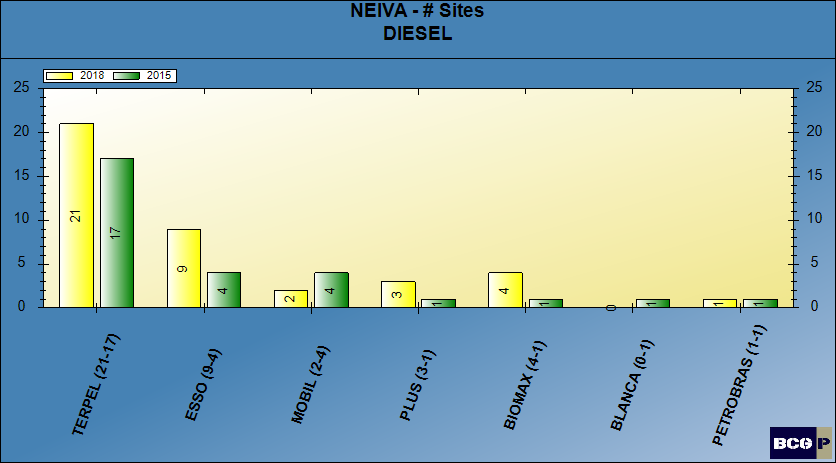 NEIVA - # Sites
DIESEL
2018 2015
25 25
20 20
15 15
10 10
5 5
0 0
21 17 9 4 2 4 3 1 4 1 0 1 1 1
TERPEL (21-17)
ESSO (9-4)
MOBIL (2-4)
PLUS (3-1)
BIOMAX (4-1)
BLANCA (0-1)
PETROBRAS (1-1)
BCG P